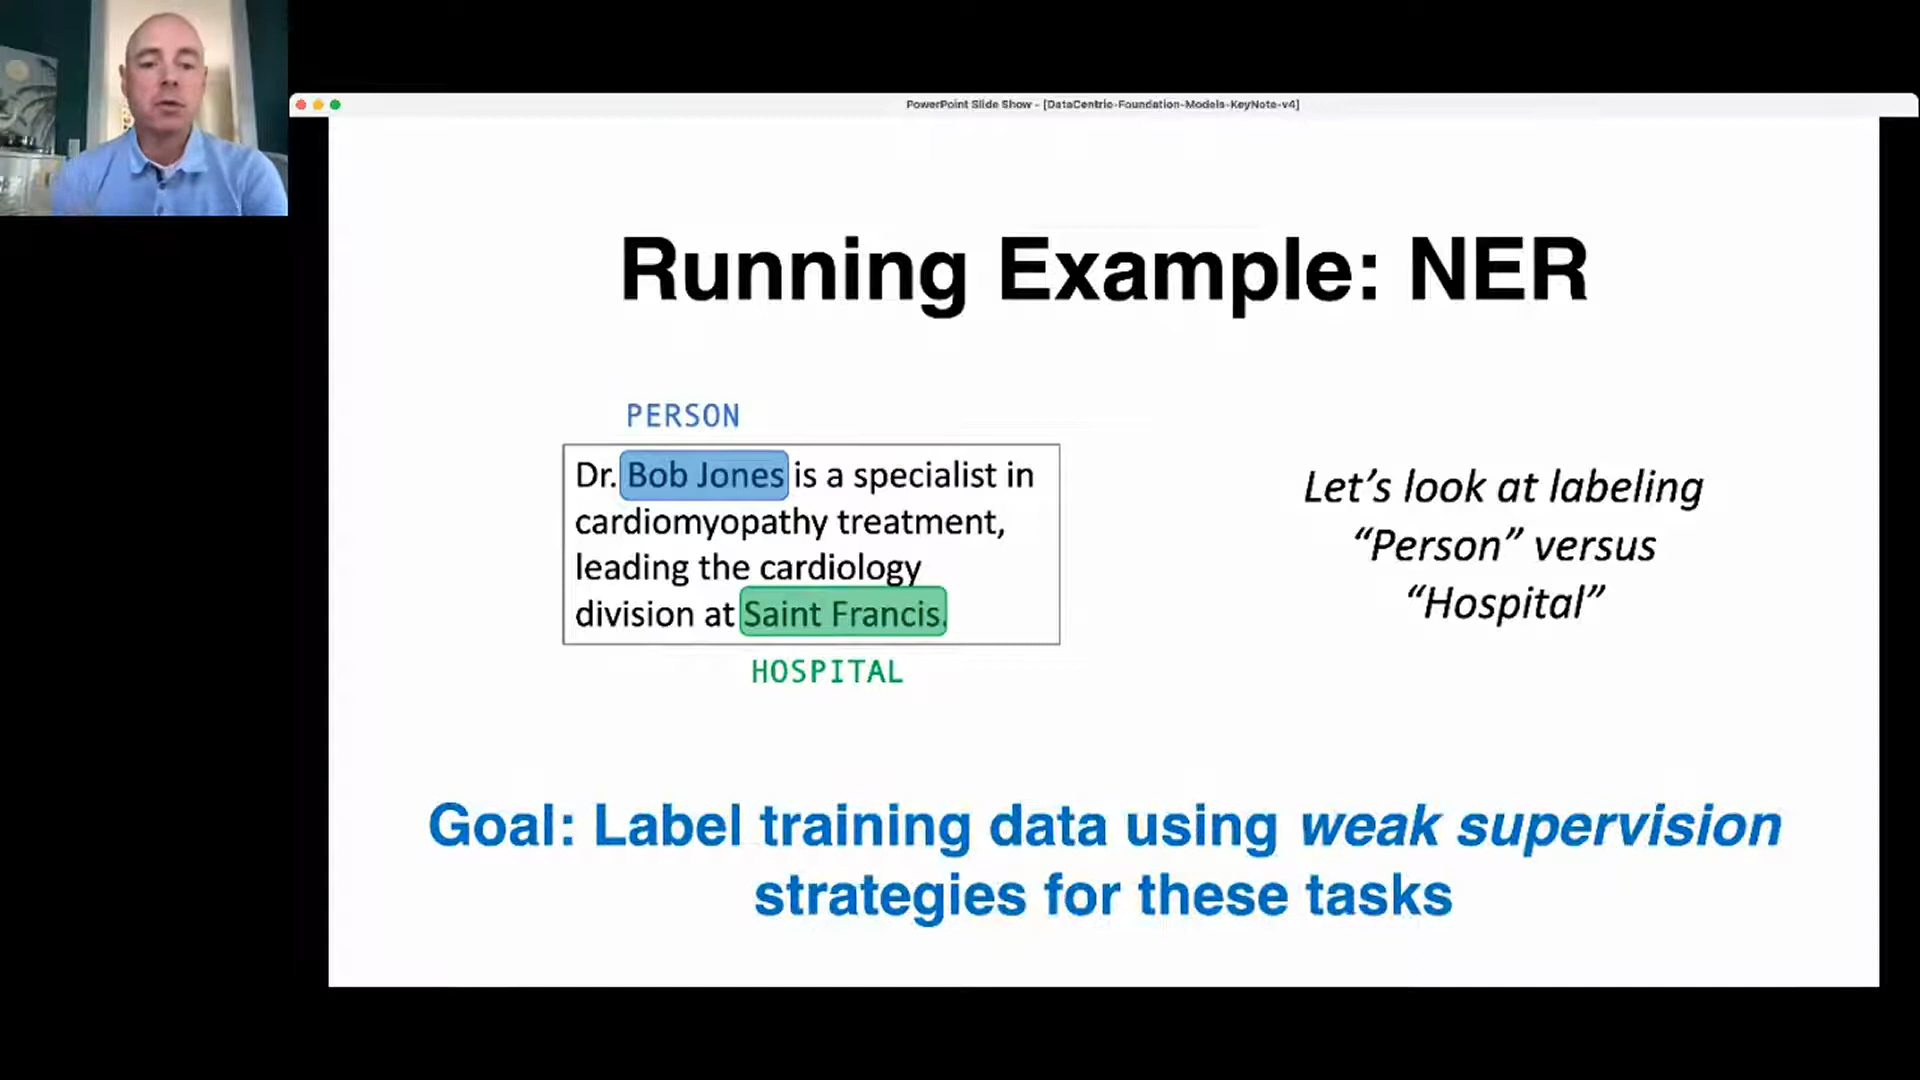 PowerPoint Slide Show - [DataCentric-Foundation-Models-KeyNote-v4]
Running Example: NER
PERSON
Dr. Bob Jones is a specialist in
cardiomyopathy treatment,
leading the cardiology
division at Saint Francis.
HOSPITAL
Let’s look at labeling
“Person” versus
“Hospital”
Goal: Label training data using weak supervision
strategies for these tasks